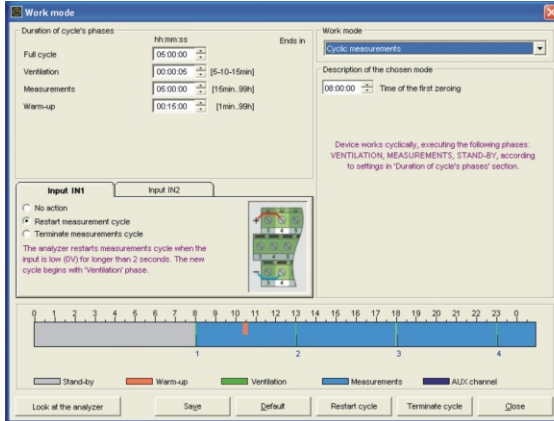 Work mode
Duration of cycle's phases
hh:mm:ss
Ends in
Full cycle
05:00:00
Ventilation
00:00:05
[5-10-15min]
Measurements
05:00:00
[15min..99h]
Warm-up
00:15:00
[1min..99h]
Work mode
Cyclic measurements
Description of the chosen mode
08:00:00
Time of the first zeroing
Device works cyclically, executing the following phases:
VENTILATION, MEASUREMENTS, STAND-BY, according
to settings in 'Duration of cycle's phases' section.
Input IN1
Input IN2
No action
Restart measurement cycle
Terminate measurements cycle
The analyzer restarts measurements cycle when the
input is low (0V) for longer than 2 seconds. The new
cycle begins with 'Ventilation' phase.
0 1 2 3 4 5 6 7 8 9 10 11 12 13 14 15 16 17 18 19 20 21 22 23 0
1 2 3 4
Stand-by
Warm-up
Ventilation
Measurements
AUX channel
Look at the analyzer
Save
Default
Restart cycle
Terminate cycle
Close